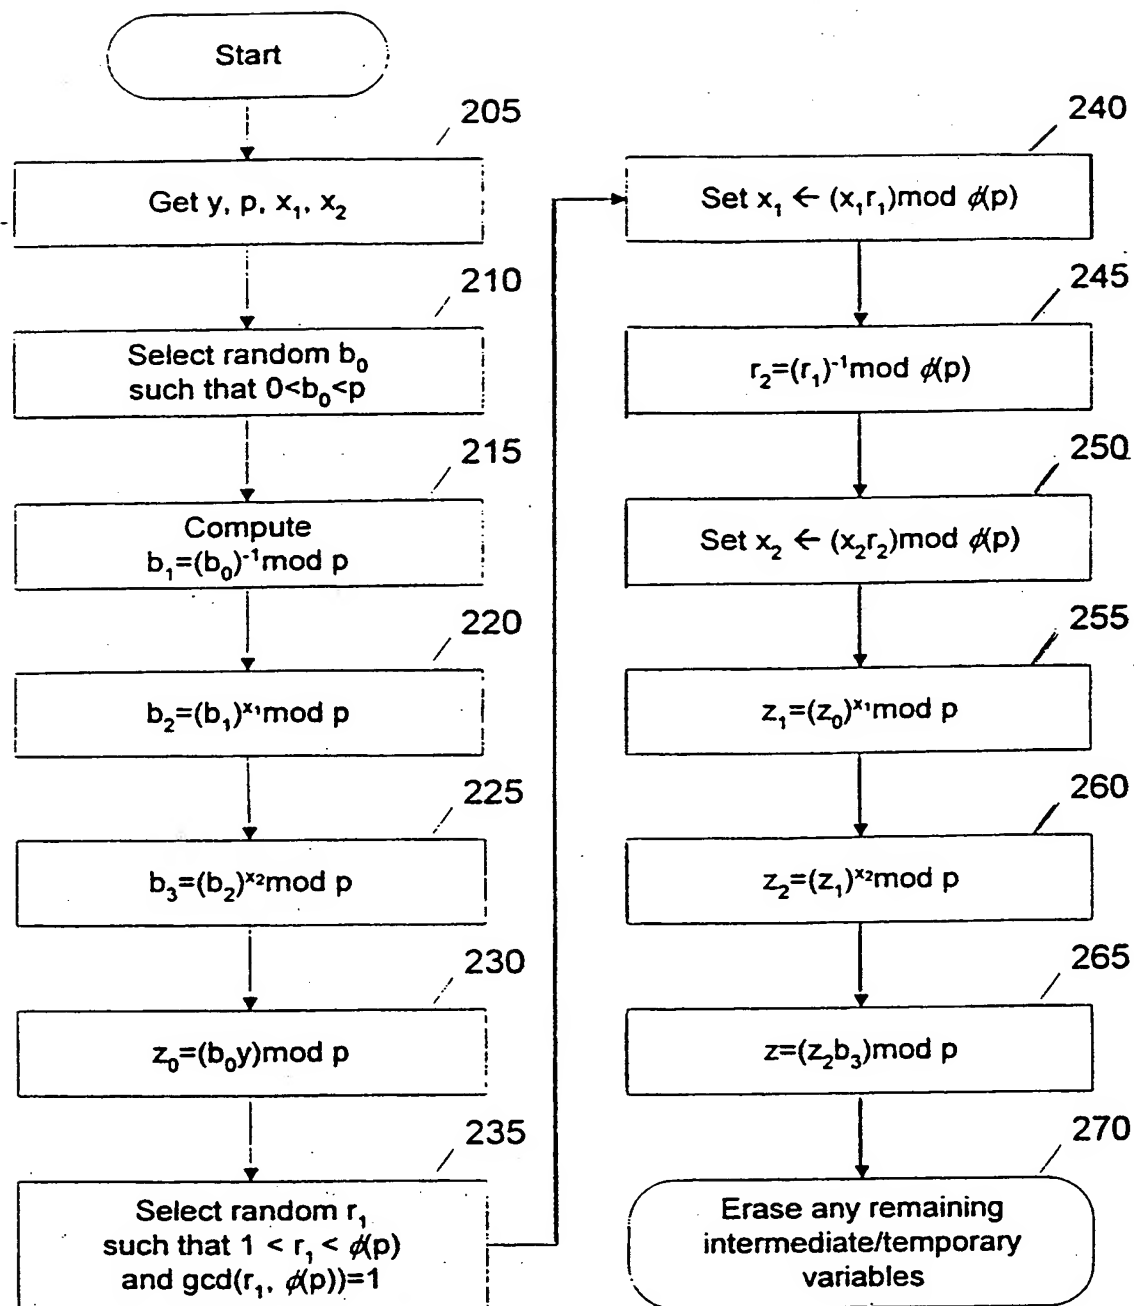 Start
205
Get y, p, x₁, x₂
210
Select random b₀
such that 0<b₀<p
215
Compute
b₁=(b₀)⁻¹mod p
220
b₂=(b₁)^x₁mod p
225
b₃=(b₂)^x₂mod p
230
z₀=(b₀y)mod p
235
Select random r₁
such that 1 < r₁ < ϕ(p)
and gcd(r₁, ϕ(p))=1
240
Set x₁ ← (x₁r₁)mod ϕ(p)
245
r₂=(r₁)⁻¹mod ϕ(p)
250
Set x₂ ← (x₂r₂)mod ϕ(p)
255
z₁=(z₀)^x₁mod p
260
z₂=(z₁)^x₂mod p
265
z=(z₂b₃)mod p
270
Erase any remaining
intermediate/temporary
variables